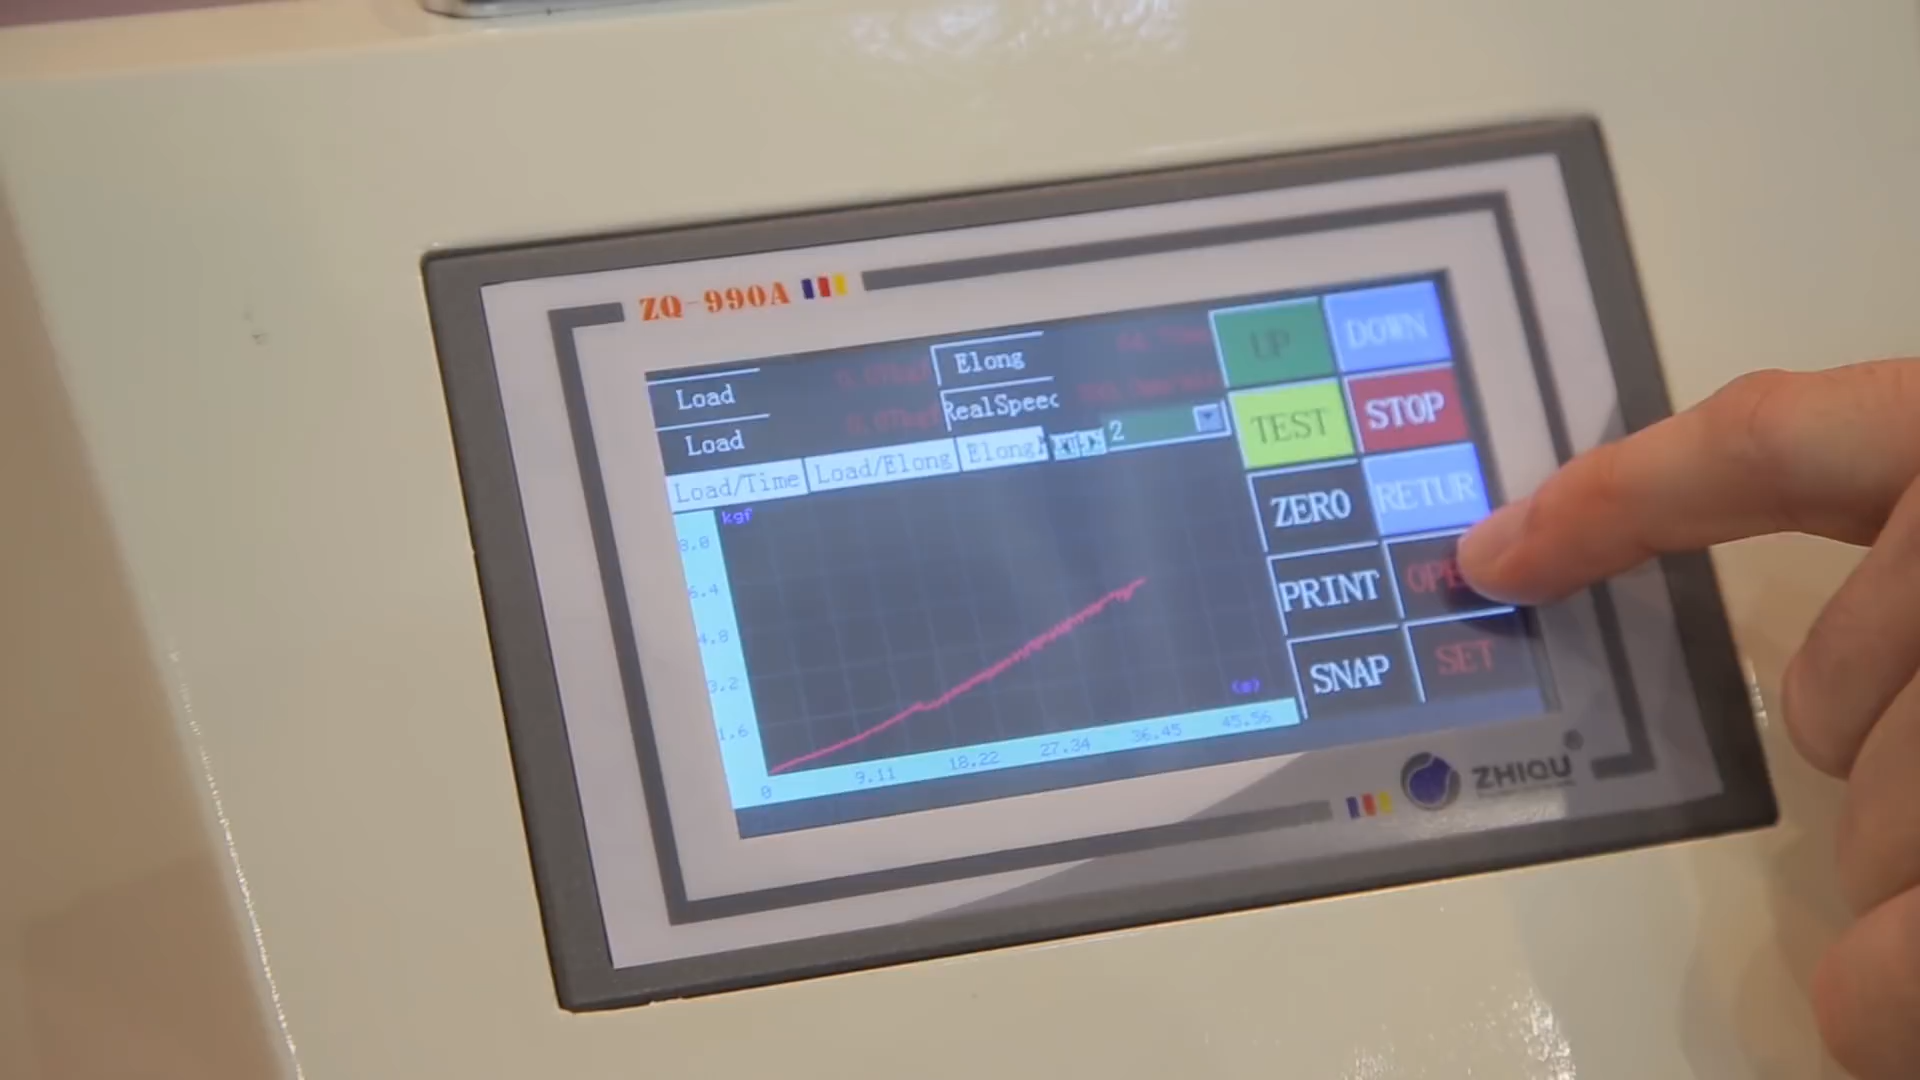 ZQ-990A
Load
Elong
UP
DOWN
Load
RealSpeed
TEST
STOP
Load/Time
Load/Elong
Elong
2
ZERO
RETUR
kgf
8.0
6.4
4.8
3.2
1.6
PRINT
SNAP
SET
(s)
0
9.11
18.22
27.34
36.45
45.56
ZHIQU